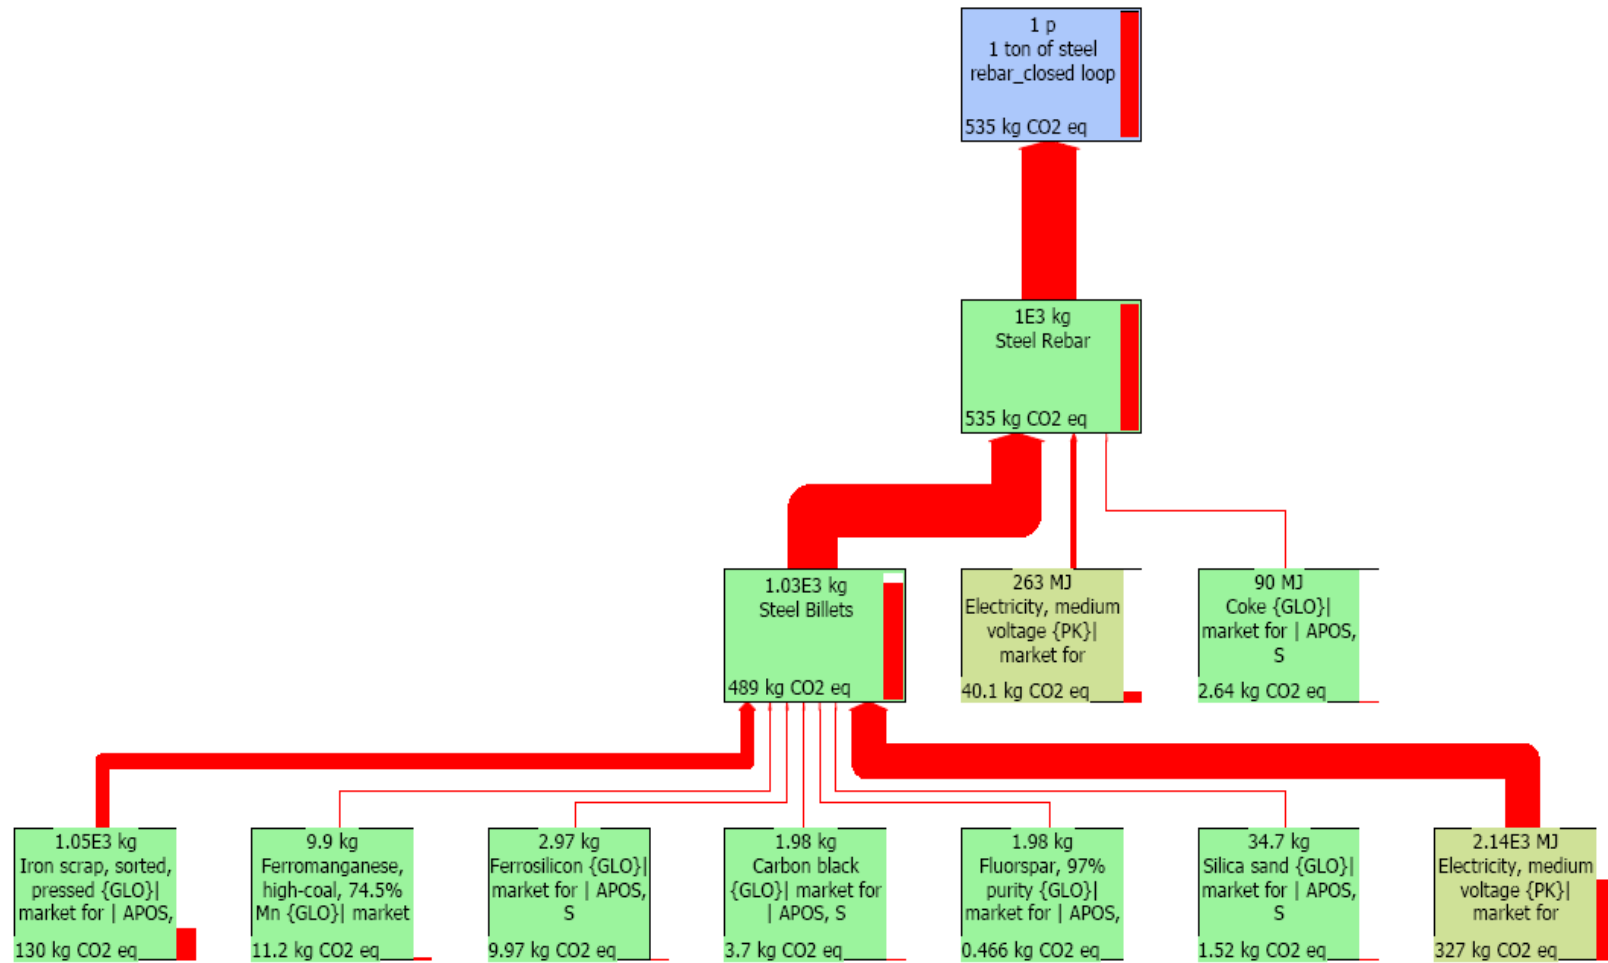 1 p
1 ton of steel
rebar_closed loop
535 kg CO2 eq
1E3 kg
Steel Rebar
535 kg CO2 eq
1.03E3 kg
Steel Billets
489 kg CO2 eq
263 MJ
Electricity, medium
voltage {PK}|
market for
40.1 kg CO2 eq
90 MJ
Coke {GLO}|
market for | APOS,
S
2.64 kg CO2 eq
1.05E3 kg
Iron scrap, sorted,
pressed {GLO}|
market for | APOS,
130 kg CO2 eq
9.9 kg
Ferromanganese,
high-coal, 74.5%
Mn {GLO}| market
11.2 kg CO2 eq
2.97 kg
Ferrosilicon {GLO}|
market for | APOS,
S
9.97 kg CO2 eq
1.98 kg
Carbon black
{GLO}| market for
| APOS, S
3.7 kg CO2 eq
1.98 kg
Fluorspar, 97%
purity {GLO}|
market for | APOS,
0.466 kg CO2 eq
34.7 kg
Silica sand {GLO}|
market for | APOS,
S
1.52 kg CO2 eq
2.14E3 MJ
Electricity, medium
voltage {PK}|
market for
327 kg CO2 eq